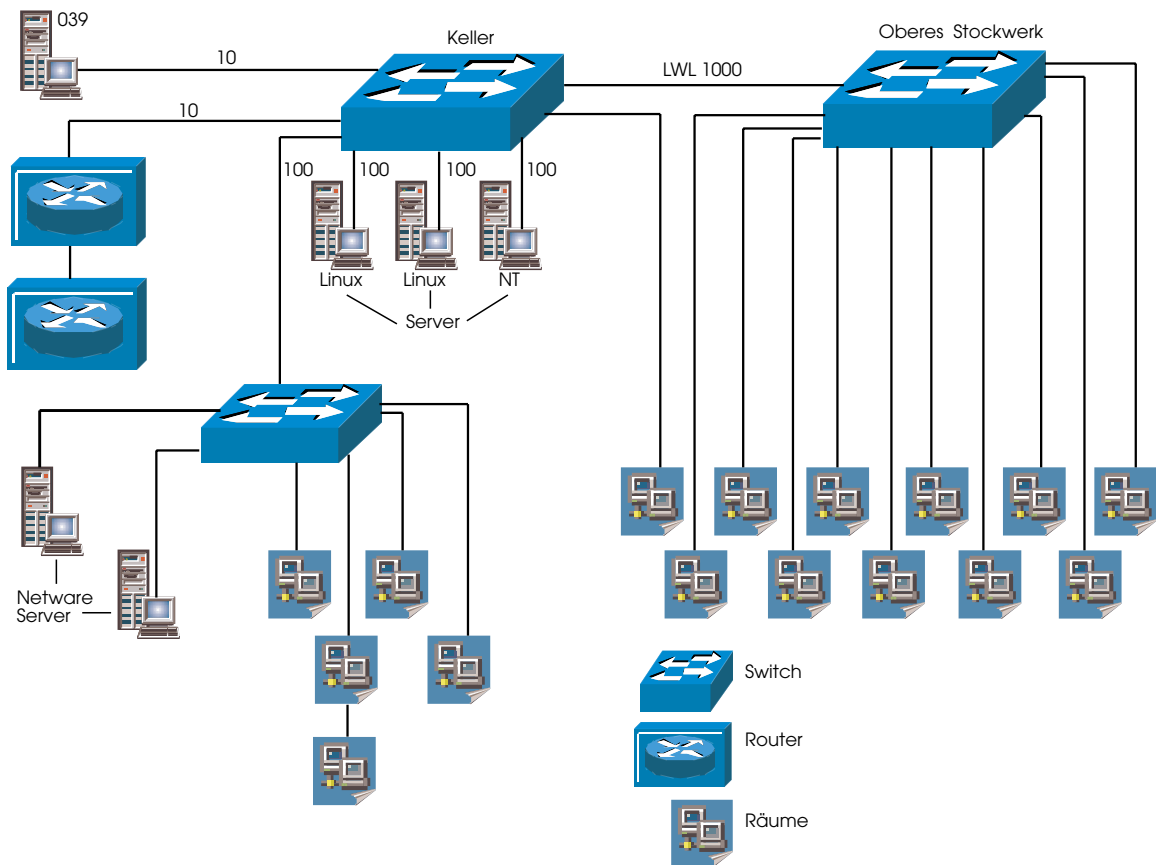 039
Keller
Oberes Stockwerk
10
LWL 1000
10
100
100
100
100
Linux
Linux
NT
Server
Netware
Server
Switch
Router
Räume